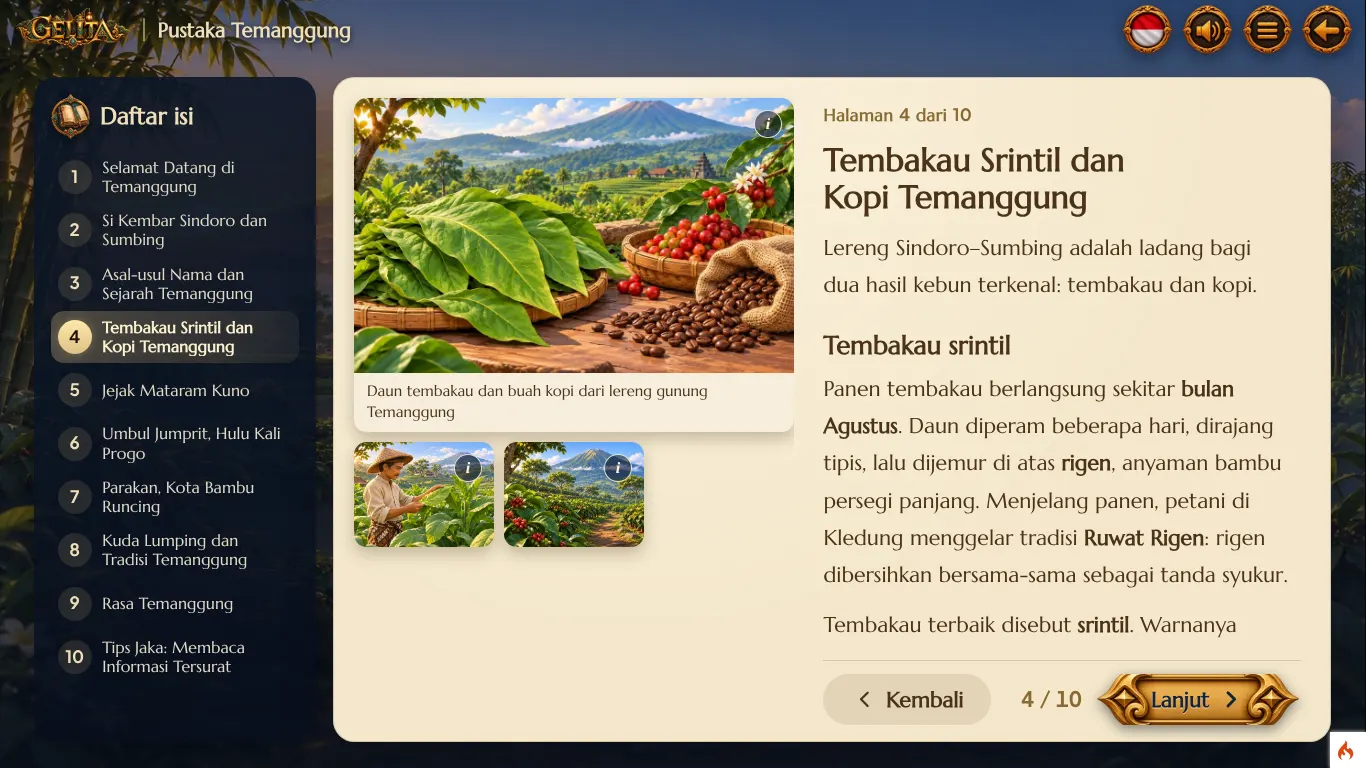 GELITA
Pustaka Temanggung
Daftar isi
1
Selamat Datang di
Temanggung
2
Si Kembar Sindoro dan
Sumbing
3
Asal-usul Nama dan
Sejarah Temanggung
4
Tembakau Srintil dan
Kopi Temanggung
5
Jejak Mataram Kuno
6
Umbul Jumprit, Hulu Kali
Progo
7
Parakan, Kota Bambu
Runcing
8
Kuda Lumping dan
Tradisi Temanggung
9
Rasa Temanggung
10
Tips Jaka: Membaca
Informasi Tersurat
i
Daun tembakau dan buah kopi dari lereng gunung
Temanggung
i
i
Halaman 4 dari 10
Tembakau Srintil dan
Kopi Temanggung
Lereng Sindoro–Sumbing adalah ladang bagi
dua hasil kebun terkenal: tembakau dan kopi.
Tembakau srintil
Panen tembakau berlangsung sekitar bulan
Agustus. Daun diperam beberapa hari, dirajang
tipis, lalu dijemur di atas rigen, anyaman bambu
persegi panjang. Menjelang panen, petani di
Kledung menggelar tradisi Ruwat Rigen: rigen
dibersihkan bersama-sama sebagai tanda syukur.
Tembakau terbaik disebut srintil. Warnanya
Kembali
4 / 10
Lanjut